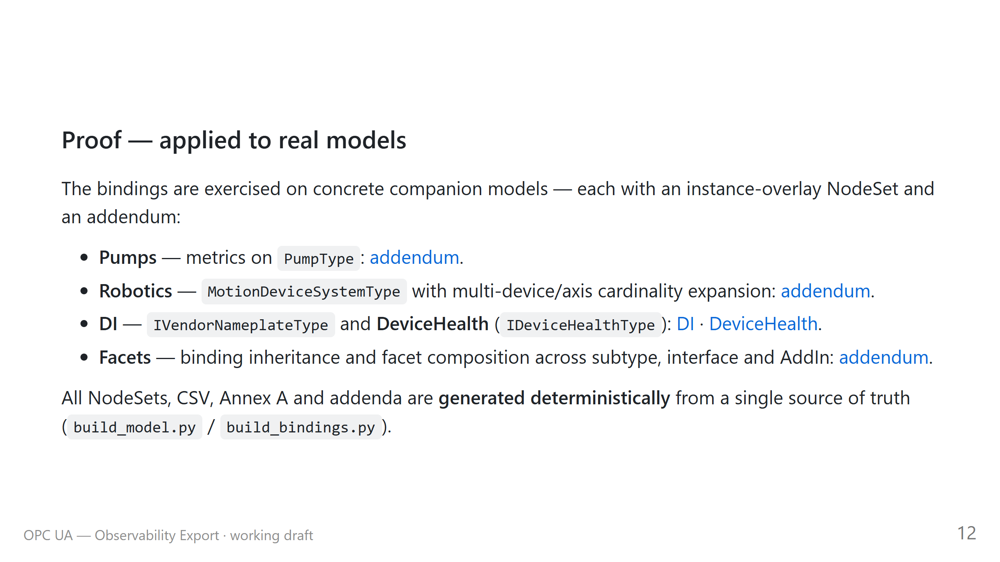 Proof — applied to real models
The bindings are exercised on concrete companion models — each with an instance-overlay NodeSet and
an addendum:
• Pumps — metrics on PumpType: addendum.
• Robotics — MotionDeviceSystemType with multi-device/axis cardinality expansion: addendum.
• DI — IVendorNameplateType and DeviceHealth (IDeviceHealthType): DI · DeviceHealth.
• Facets — binding inheritance and facet composition across subtype, interface and AddIn: addendum.
All NodeSets, CSV, Annex A and addenda are generated deterministically from a single source of truth
(build_model.py / build_bindings.py).
OPC UA — Observability Export · working draft
12